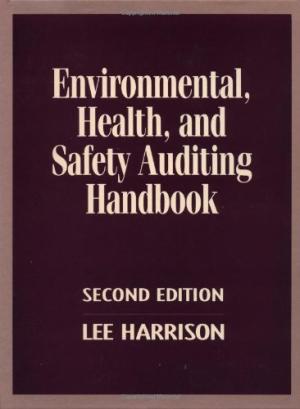 Environmental,
Health, and
Safety Auditing
Handbook
SECOND EDITION
LEE HARRISON